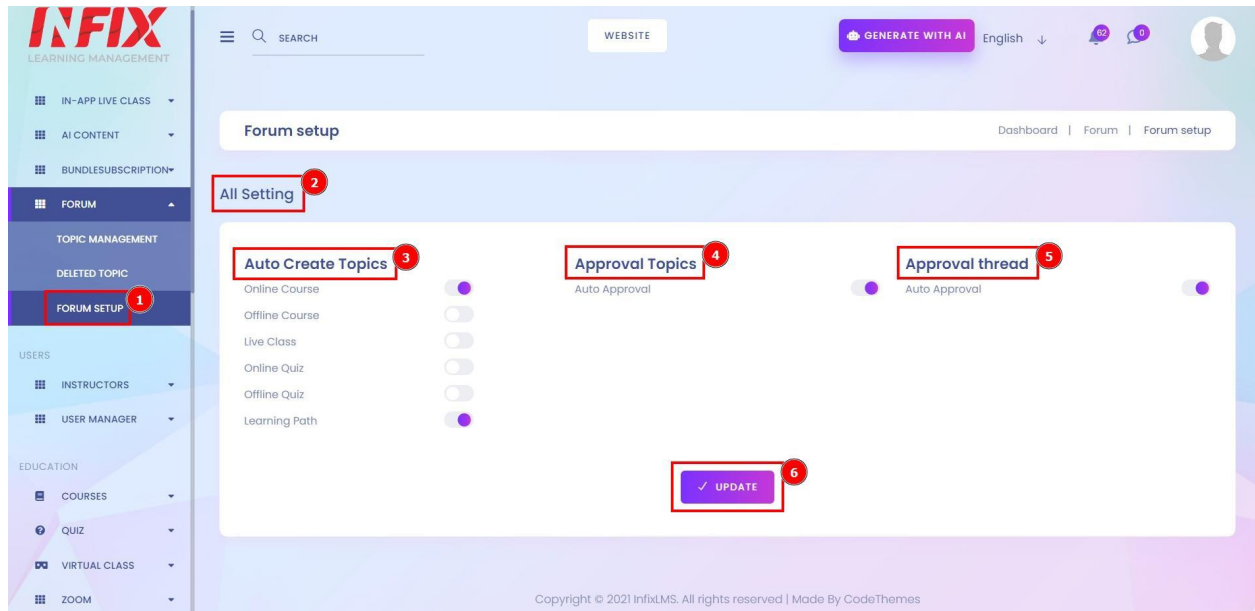 INFIX
LEARNING MANAGEMENT
SEARCH
WEBSITE
GENERATE WITH AI
English
62
0
IN-APP LIVE CLASS
AI CONTENT
BUNDLESUBSCRIPTION
FORUM
TOPIC MANAGEMENT
DELETED TOPIC
FORUM SETUP
1
USERS
INSTRUCTORS
USER MANAGER
EDUCATION
COURSES
QUIZ
VIRTUAL CLASS
ZOOM
Forum setup
Dashboard | Forum | Forum setup
All Setting
2
Auto Create Topics
3
Online Course
Offline Course
Live Class
Online Quiz
Offline Quiz
Learning Path
Approval Topics
4
Auto Approval
Approval thread
5
Auto Approval
✓ UPDATE
6
Copyright © 2021 InfixLMS. All rights reserved | Made By CodeThemes